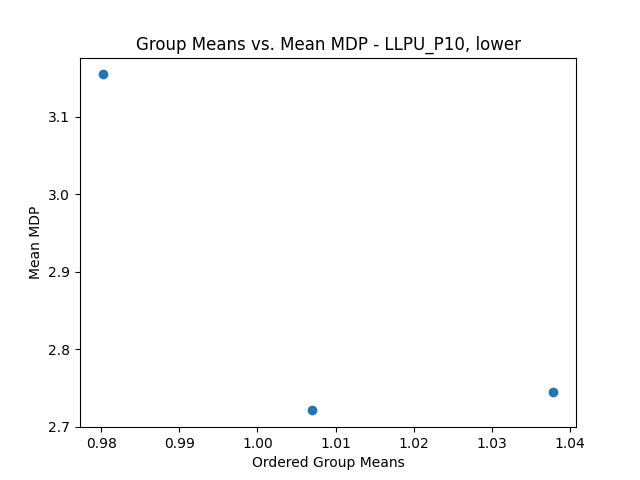 Group Means vs. Mean MDP - LLPU_P10, lower
3.1
3.0
2.9
2.8
2.7
Mean MDP
0.98 0.99 1.00 1.01 1.02 1.03 1.04
Ordered Group Means